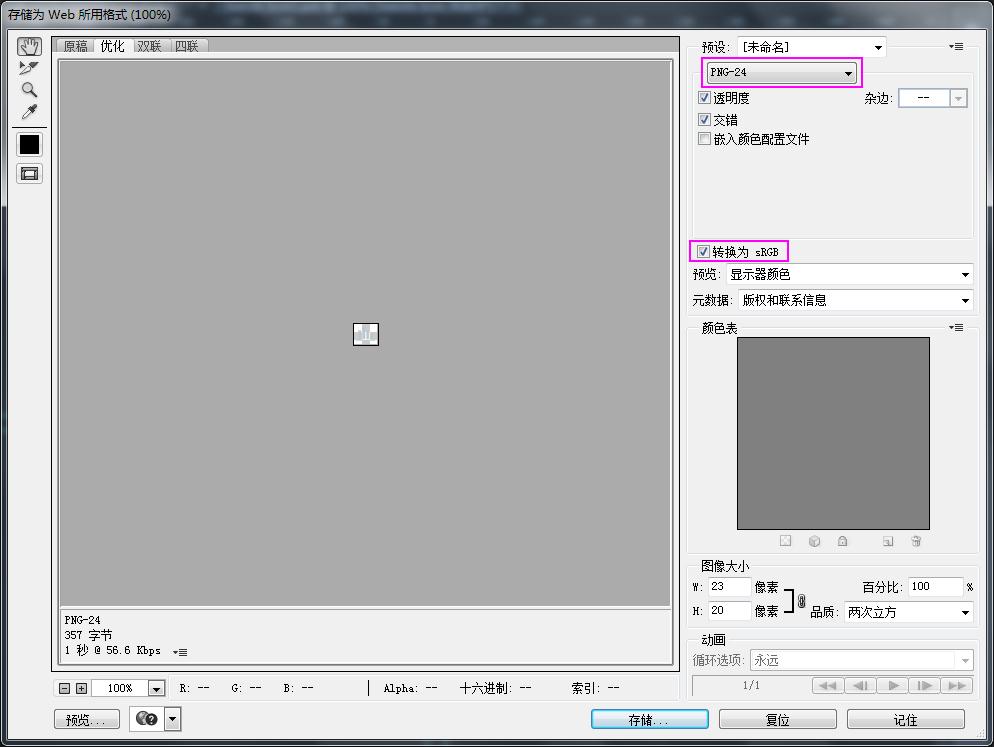 存储为 Web 所用格式 (100%)
原稿 优化 双联 四联
预设: [未命名]
PNG-24
透明度 杂边: --
交错
嵌入颜色配置文件
转换为 sRGB
预览: 显示器颜色
元数据: 版权和联系信息
颜色表
图像大小
W: 23 像素 百分比: 100 %
H: 20 像素 品质: 两次立方
动画
循环选项: 永远
1/1
PNG-24
357 字节
1 秒 @ 56.6 Kbps
100% R: -- G: -- B: -- Alpha: -- 十六进制: -- 索引: --
预览... 存储... 复位 记住